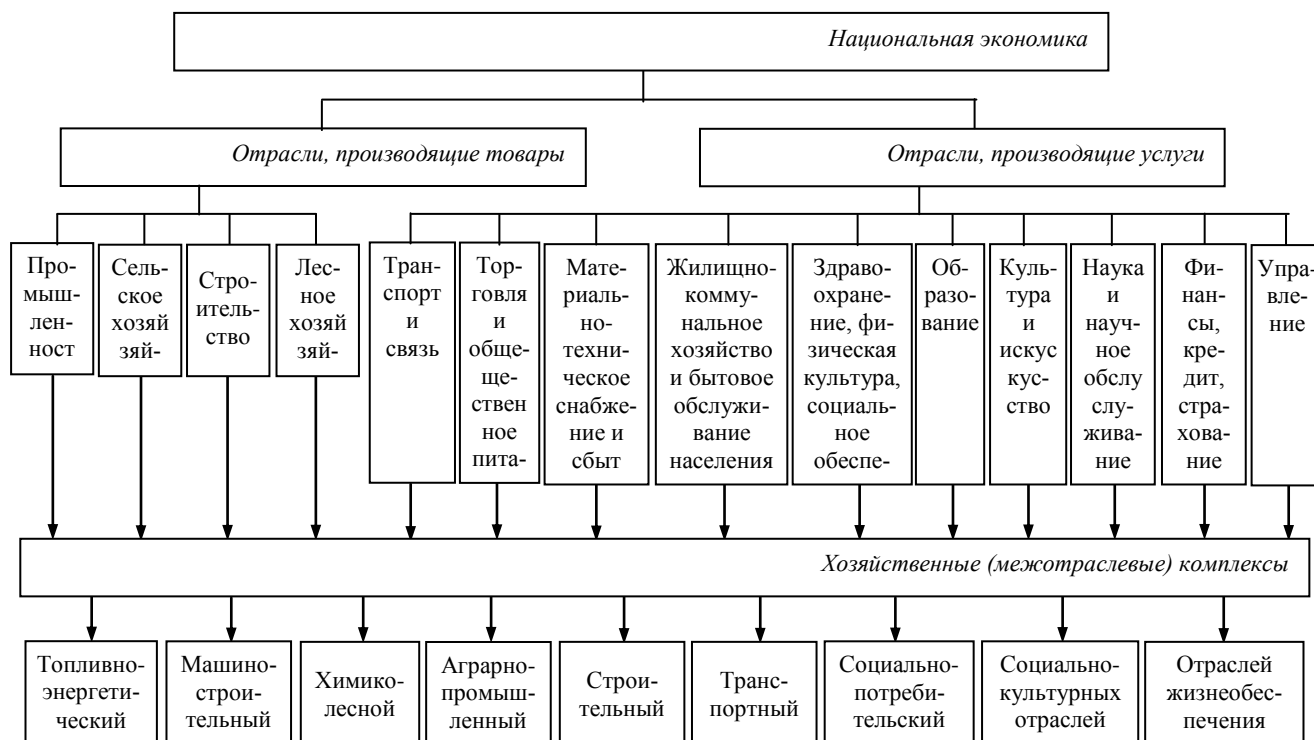 Национальная экономика
Отрасли, производящие товары
Отрасли, производящие услуги
Про-
мыш-
лен-
ност
Сель-
ское
хозяй
зяй-
Стро-
итель-
ство
Лес-
ное
хозяй
зяй-
Тран-
спорт
и
связь
Тор-
говля
и
обще-
ще-
ствен
ное
пита-
Мате-
риаль-
но-
техни-
ческое
снабже-
ние и
сбыт
Жилищно-
комму-
нальное
хозяйство
и бытовое
обслужи-
вание
населения
Здраво-
охране-
ние, фи-
зическая
культура,
социаль-
ное
обеспе-
Об-
разо-
вание
Куль-
тура
и
искус
кус-
ство
Наука
и
науч-
ное
обслу
слу-
жива-
ние
Фи-
нан-
сы,
кре-
дит,
стра-
хова-
ние
Упра-
вле-
ние
Хозяйственные (межотраслевые) комплексы
Топливно-
энергети-
ческий
Машино-
строи-
тельный
Химико-
лесной
Аграрно-
промыш-
ленный
Строи-
тельный
Транс-
портный
Социально-
потреби-
тельский
Социально-
культурных
отраслей
Отраслей
жизнеобес-
печения